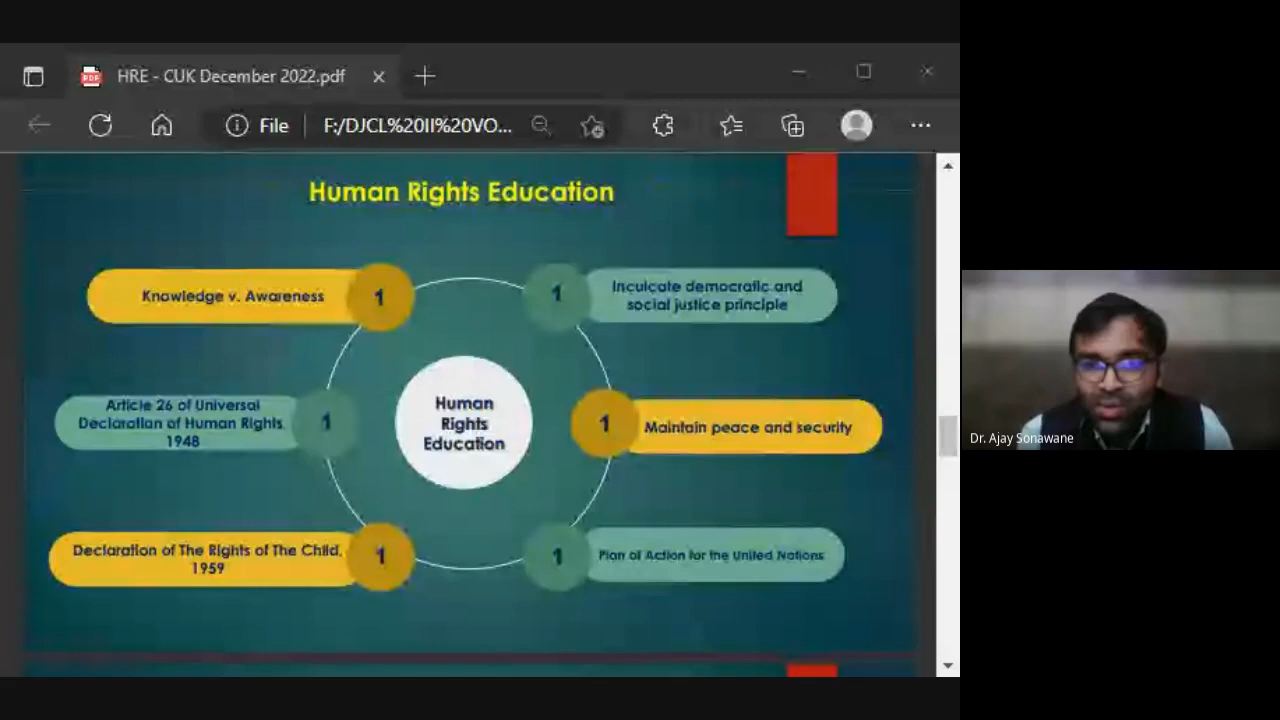 HRE - CUK December 2022.pdf
File
F:/DJCL%20II%20VO...
Human Rights Education
Knowledge v. Awareness
1
1
Inculcate democratic and
social justice principle
Article 26 of Universal
Declaration of Human Rights,
1948
1
Human
Rights
Education
1
Maintain peace and security
Declaration of The Rights of The Child,
1959
1
1
Plan of Action for the United Nations
Dr. Ajay Sonawane